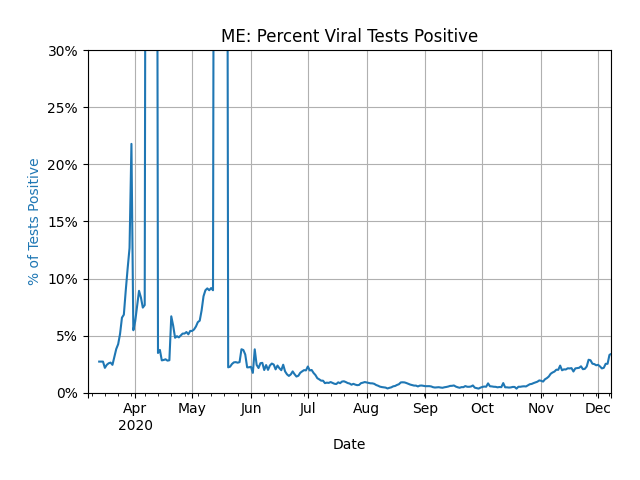 ME: Percent Viral Tests Positive
30%
25%
20%
15%
10%
5%
0%
% of Tests Positive
Apr May Jun Jul Aug Sep Oct Nov Dec
2020
Date